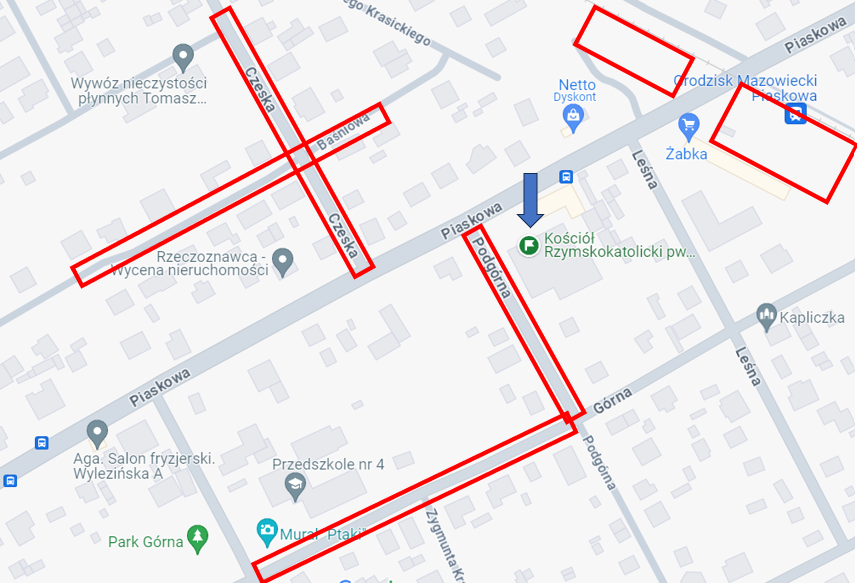 ego Krasickiego
Piaskowa
Wywóz nieczystości
płynnych Tomasz...
Czeska
Baśniowa
Netto
Dyskont
Grodzisk Mazowiecki
Piaskowa
Żabka
Leśna
Piaskowa
Czeska
Kościół
Rzymskokatolicki pw...
Podgórna
Rzeczoznawca -
Wycena nieruchomości
Kapliczka
Leśna
Piaskowa
Górna
Aga. Salon fryzjerski.
Wylezińska A
Przedszkole nr 4
Podgórna
Mural "Ptaki"
Park Górna
Zygmunta Kr